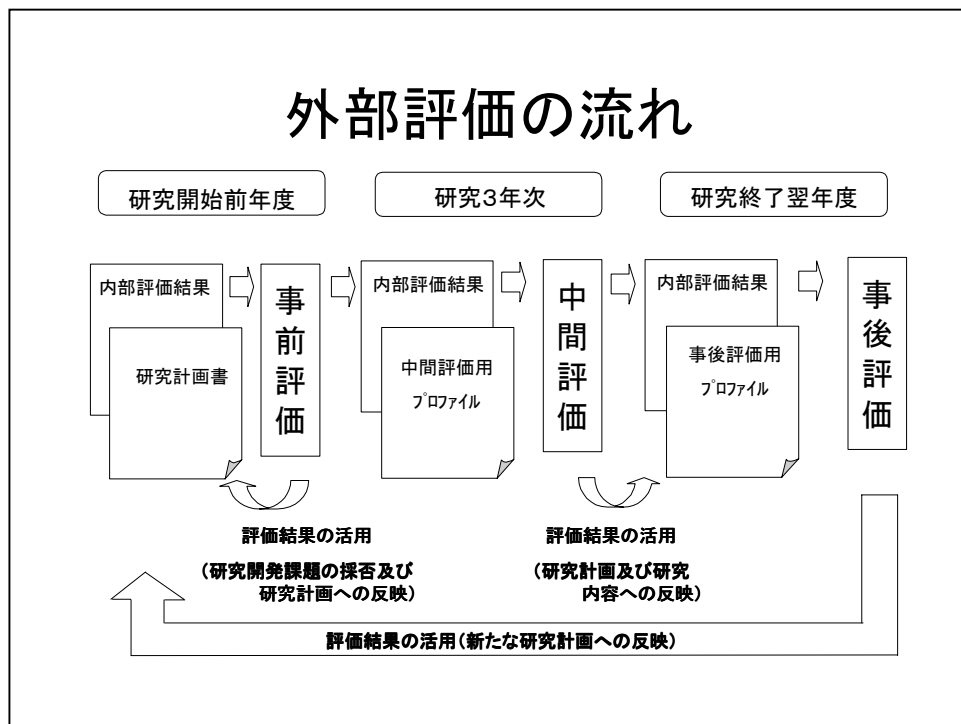 外部評価の流れ
研究開始前年度
研究3年次
研究終了翌年度
内部評価結果
研究計画書
事前評価
内部評価結果
中間評価用
ﾌﾟﾛﾌｧｲﾙ
中間評価
内部評価結果
事後評価用
ﾌﾟﾛﾌｧｲﾙ
事後評価
評価結果の活用
(研究開発課題の採否及び
研究計画への反映)
評価結果の活用
(研究計画及び研究
内容への反映)
評価結果の活用(新たな研究計画への反映)